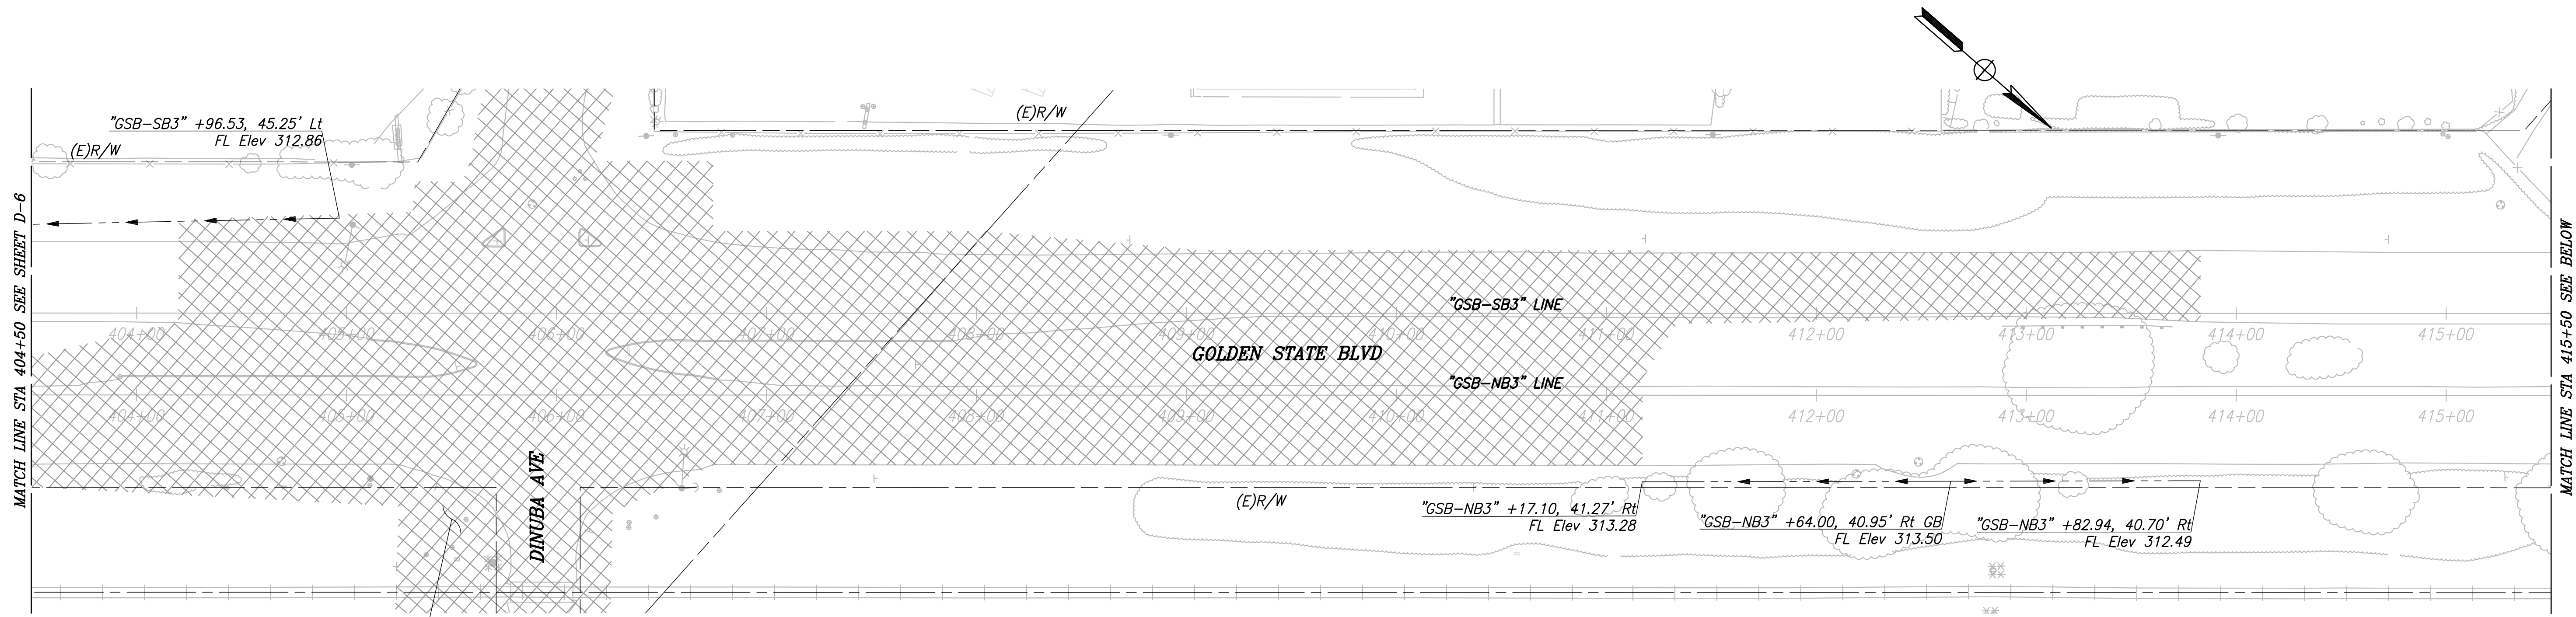 "GSB-SB3" +96.53, 45.25' Lt
FL Elev 312.86
(E)R/W
(E)R/W
MATCH LINE STA 404+50 SEE SHEET D-6
MATCH LINE STA 415+50 SEE BELOW
"GSB-SB3" LINE
404+00
405+00
406+00
407+00
408+00
409+00
410+00
411+00
412+00
413+00
414+00
415+00
GOLDEN STATE BLVD
"GSB-NB3" LINE
404+00
405+00
406+00
407+00
408+00
409+00
410+00
411+00
412+00
413+00
414+00
415+00
DINUBA AVE
(E)R/W
"GSB-NB3" +17.10, 41.27' Rt
FL Elev 313.28
"GSB-NB3" +64.00, 40.95' Rt GB
FL Elev 313.50
"GSB-NB3" +82.94, 40.70' Rt
FL Elev 312.49